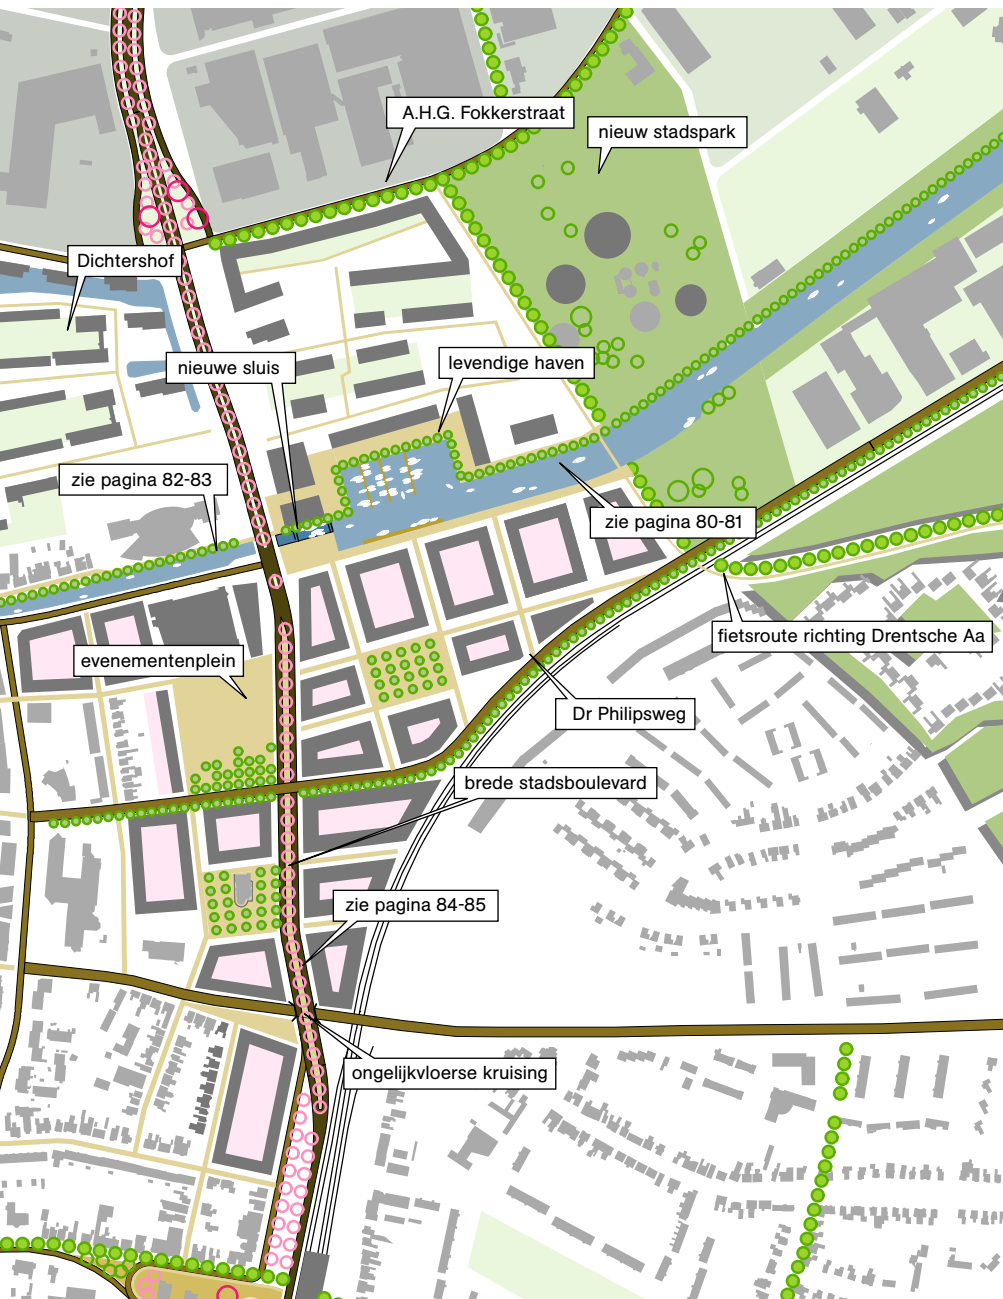 A.H.G. Fokkerstraat
nieuw stadspark
Dichtershof
nieuwe sluis
levendige haven
zie pagina 82-83
zie pagina 80-81
fietsroute richting Drentsche Aa
evenementenplein
Dr Philipsweg
brede stadsboulevard
zie pagina 84-85
ongelijkvloerse kruising